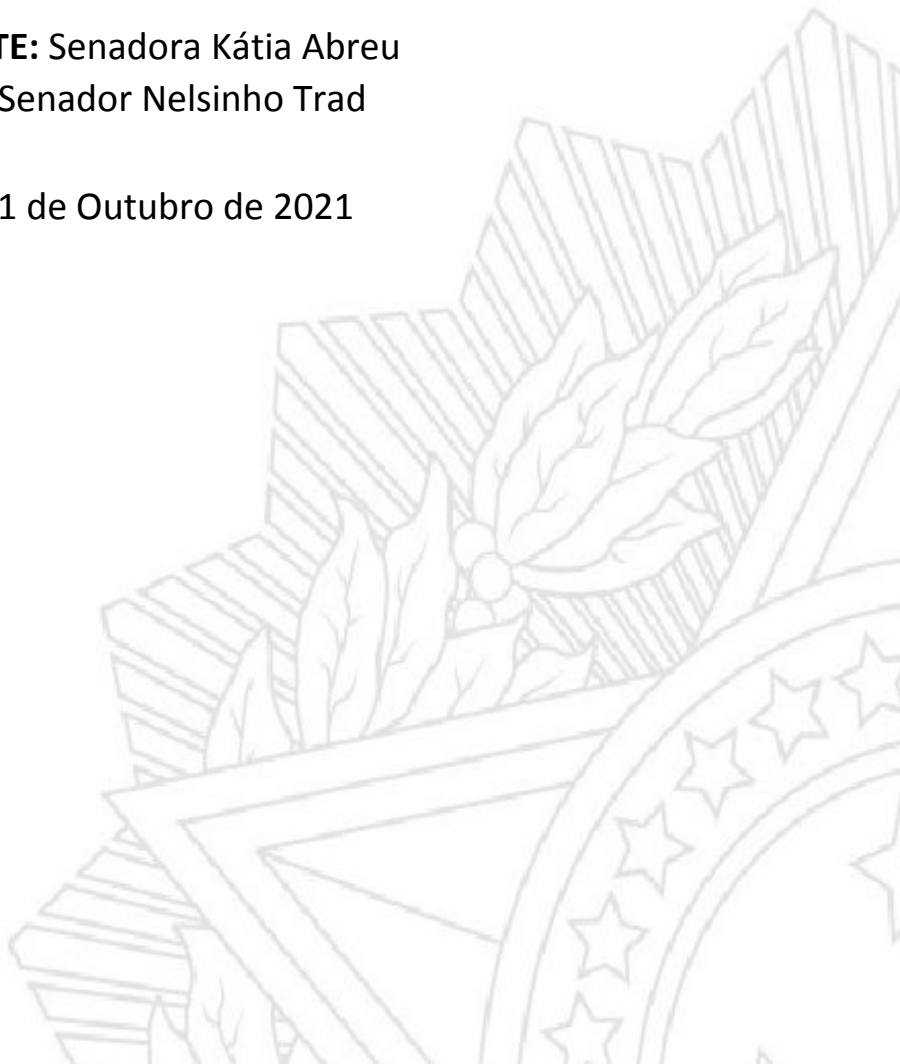 TE: Senadora Kátia Abreu
Senador Nelsinho Trad
1 de Outubro de 2021